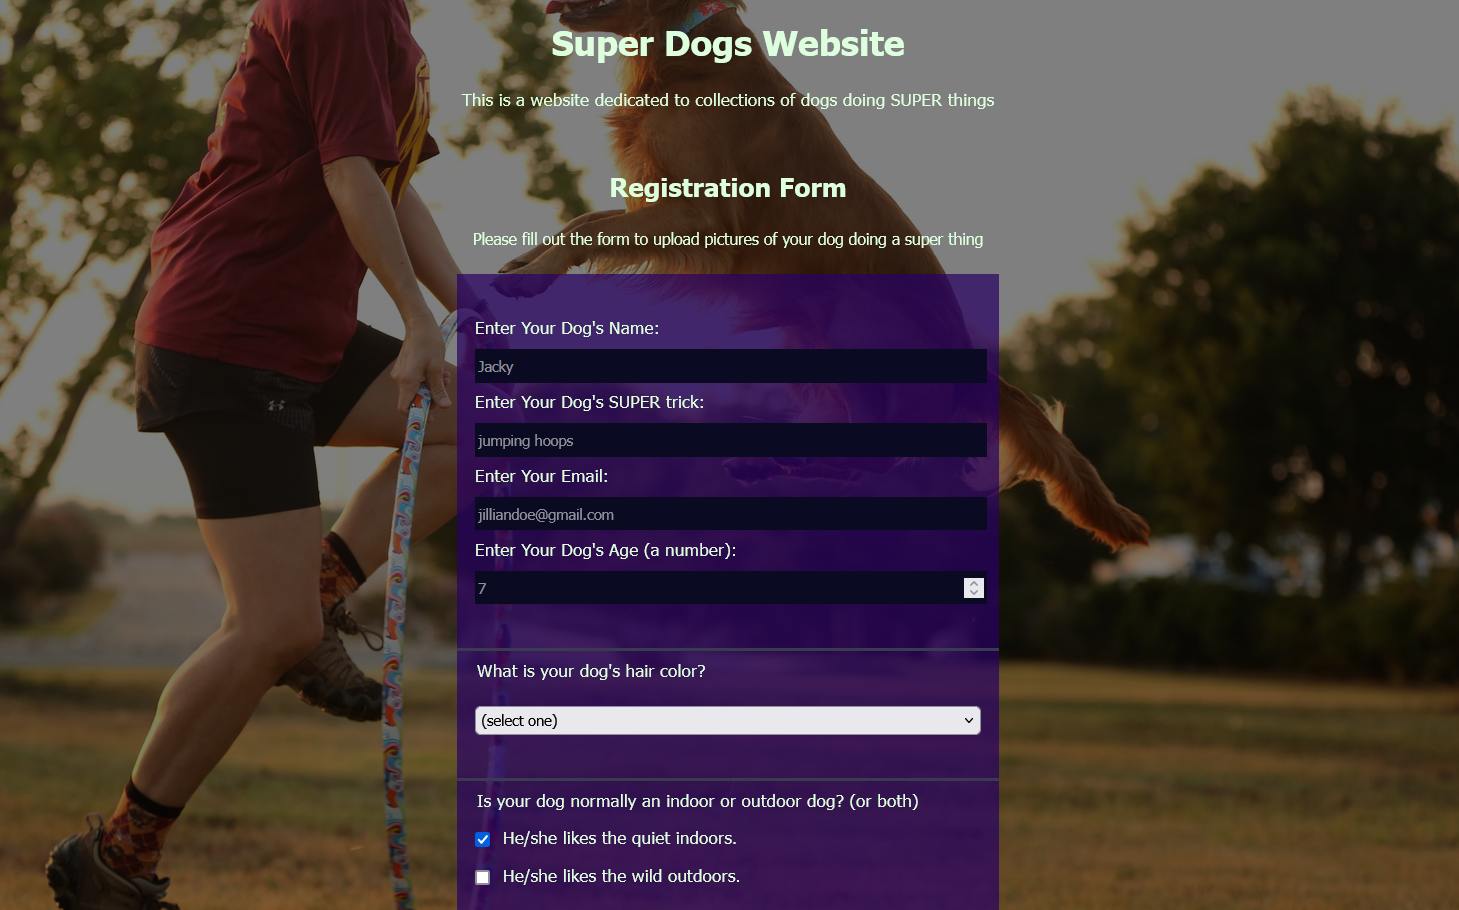 Super Dogs Website
This is a website dedicated to collections of dogs doing SUPER things
Registration Form
Please fill out the form to upload pictures of your dog doing a super thing
Enter Your Dog's Name:
Jacky
Enter Your Dog's SUPER trick:
jumping hoops
Enter Your Email:
jilliandoe@gmail.com
Enter Your Dog's Age (a number):
7
What is your dog's hair color?
(select one)
Is your dog normally an indoor or outdoor dog? (or both)
He/she likes the quiet indoors.
He/she likes the wild outdoors.